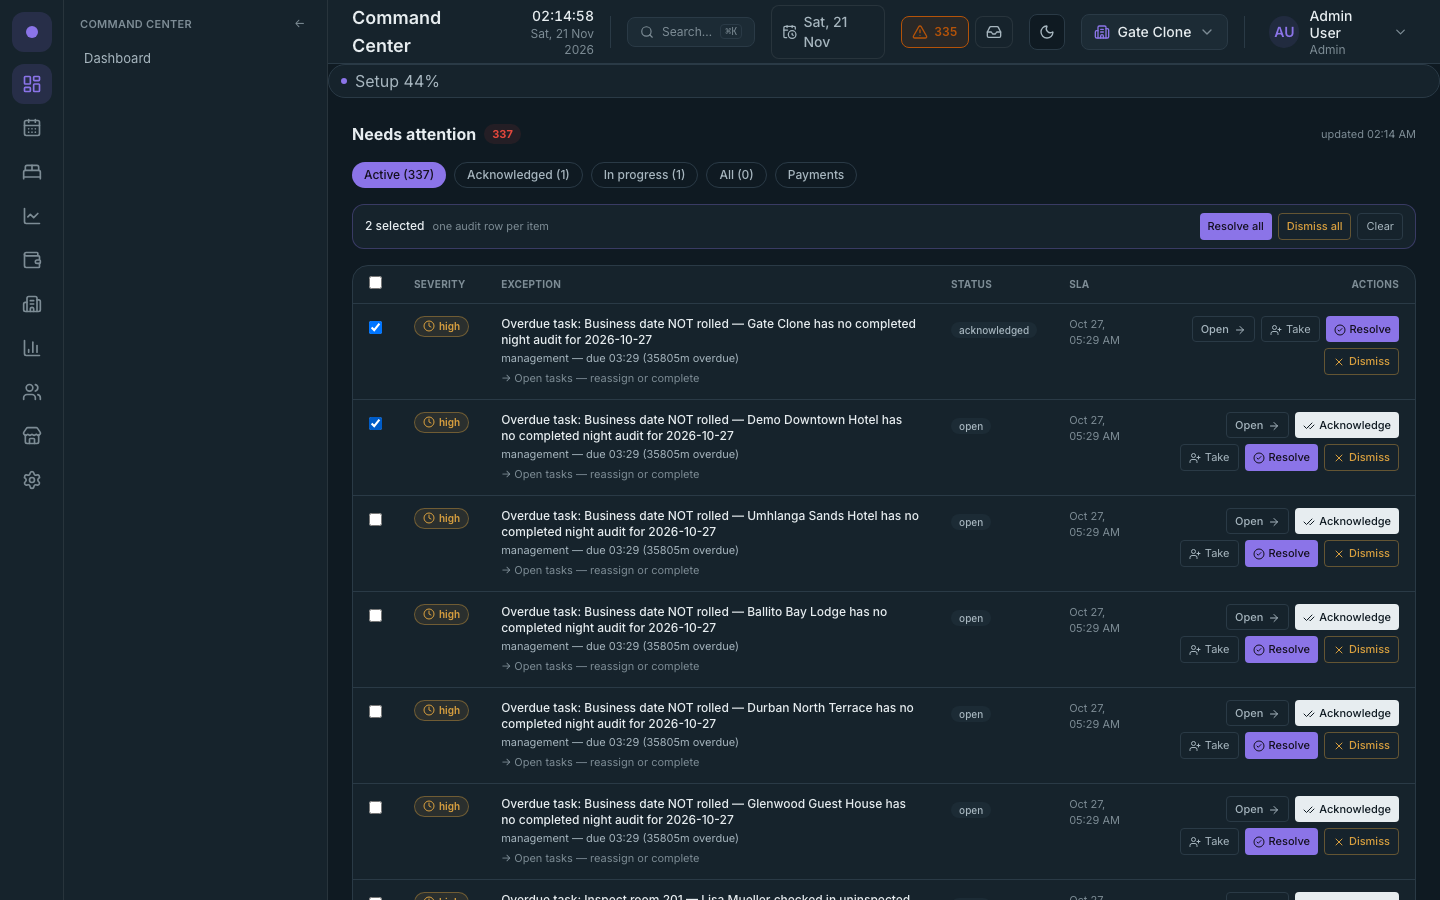 COMMAND CENTER
Dashboard
Command
Center
02:14:58
Sat, 21 Nov
2026
Search...
⌘K
Sat, 21
Nov
335
Gate Clone
AU
Admin
User
Admin
Setup 44%
Needs attention
337
updated 02:14 AM
Active (337)
Acknowledged (1)
In progress (1)
All (0)
Payments
2 selected
one audit row per item
Resolve all
Dismiss all
Clear
SEVERITY
EXCEPTION
STATUS
SLA
ACTIONS
high
Overdue task: Business date NOT rolled — Gate Clone has no completed
night audit for 2026-10-27
management — due 03:29 (35805m overdue)
→ Open tasks — reassign or complete
acknowledged
Oct 27,
05:29 AM
Open →
Take
Resolve
Dismiss
high
Overdue task: Business date NOT rolled — Demo Downtown Hotel has
no completed night audit for 2026-10-27
management — due 03:29 (35805m overdue)
→ Open tasks — reassign or complete
open
Oct 27,
05:29 AM
Open →
Acknowledge
Take
Resolve
Dismiss
high
Overdue task: Business date NOT rolled — Umhlanga Sands Hotel has no
completed night audit for 2026-10-27
management — due 03:29 (35805m overdue)
→ Open tasks — reassign or complete
open
Oct 27,
05:29 AM
Open →
Acknowledge
Take
Resolve
Dismiss
high
Overdue task: Business date NOT rolled — Ballito Bay Lodge has no
completed night audit for 2026-10-27
management — due 03:29 (35805m overdue)
→ Open tasks — reassign or complete
open
Oct 27,
05:29 AM
Open →
Acknowledge
Take
Resolve
Dismiss
high
Overdue task: Business date NOT rolled — Durban North Terrace has no
completed night audit for 2026-10-27
management — due 03:29 (35805m overdue)
→ Open tasks — reassign or complete
open
Oct 27,
05:29 AM
Open →
Acknowledge
Take
Resolve
Dismiss
high
Overdue task: Business date NOT rolled — Glenwood Guest House has
no completed night audit for 2026-10-27
management — due 03:29 (35805m overdue)
→ Open tasks — reassign or complete
open
Oct 27,
05:29 AM
Open →
Acknowledge
Take
Resolve
Dismiss
Overdue task: Inspect room 201 — Lisa Mueller checked in uninspected
Oct 27,